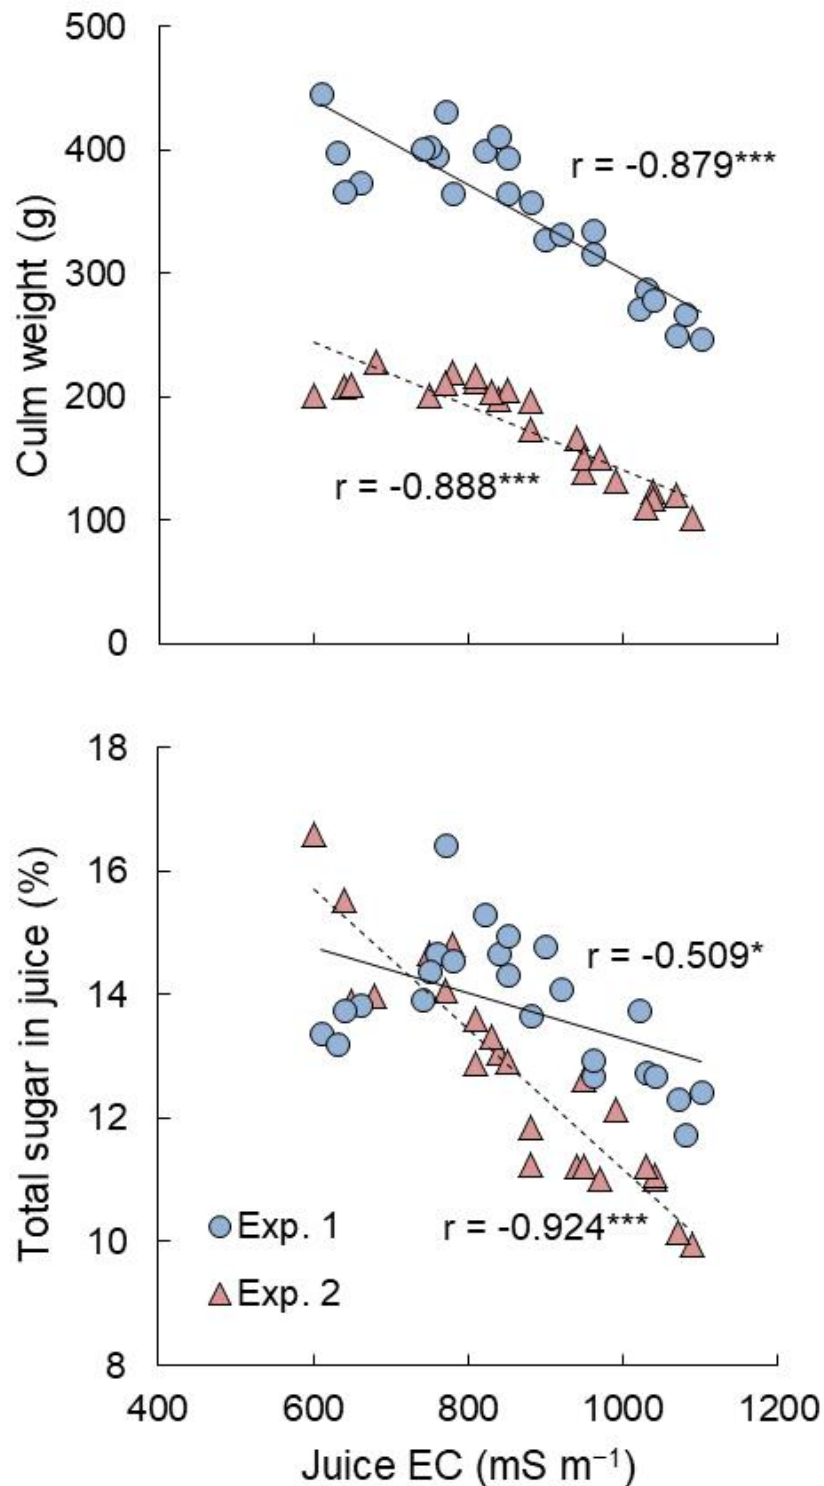 500
400
300
200
100
0
Culm weight (g)
r = -0.879***
r = -0.888***
18
16
14
12
10
8
Total sugar in juice (%)
r = -0.509*
r = -0.924***
Exp. 1
Exp. 2
400 600 800 1000 1200
Juice EC (mS m⁻¹)